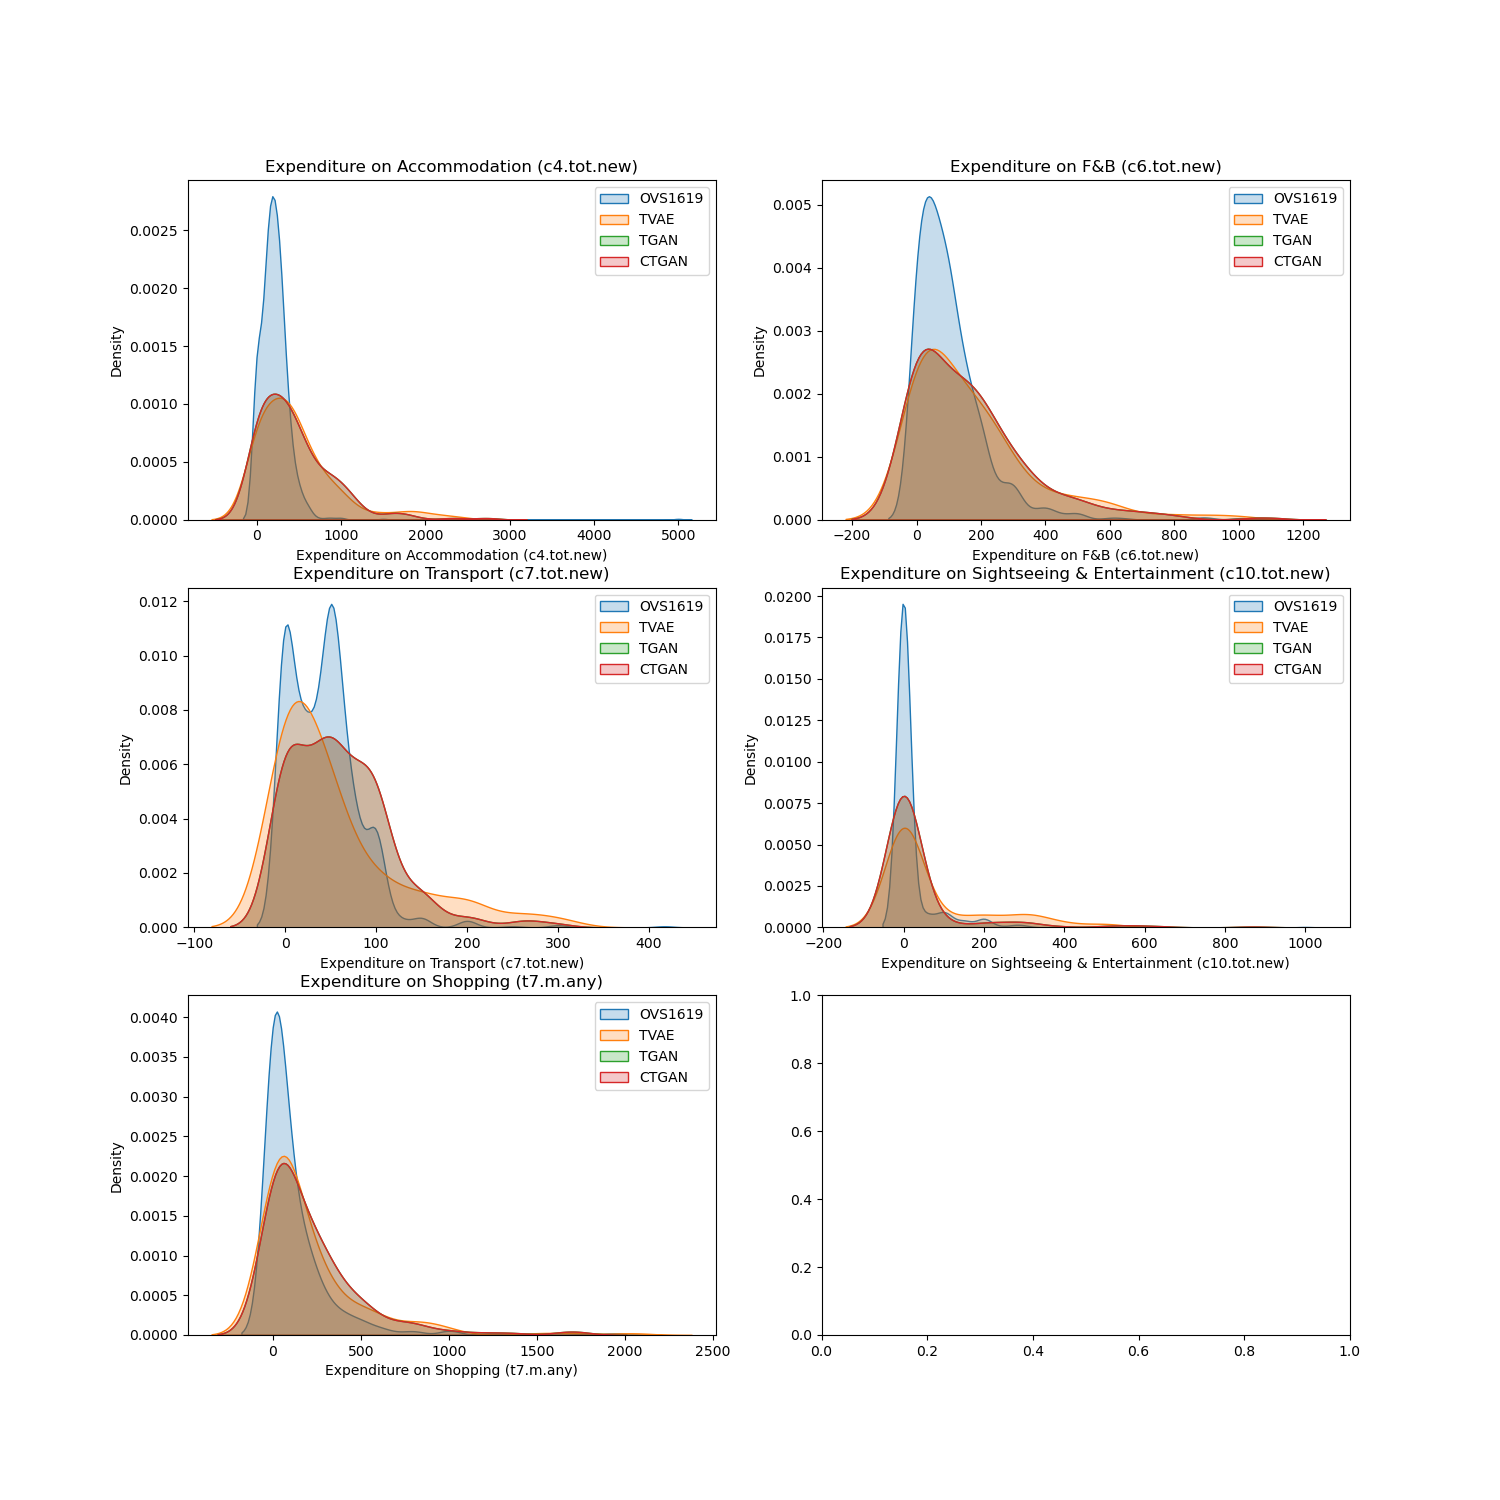 Expenditure on Accommodation (c4.tot.new)
Density
0.0025
0.0020
0.0015
0.0010
0.0005
0.0000
OVS1619
TVAE
TGAN
CTGAN
0 1000 2000 3000 4000 5000
Expenditure on Accommodation (c4.tot.new)
Expenditure on F&B (c6.tot.new)
Density
0.005
0.004
0.003
0.002
0.001
0.000
OVS1619
TVAE
TGAN
CTGAN
−200 0 200 400 600 800 1000 1200
Expenditure on F&B (c6.tot.new)
Expenditure on Transport (c7.tot.new)
Density
0.012
0.010
0.008
0.006
0.004
0.002
0.000
OVS1619
TVAE
TGAN
CTGAN
−100 0 100 200 300 400
Expenditure on Transport (c7.tot.new)
Expenditure on Sightseeing & Entertainment (c10.tot.new)
Density
0.0200
0.0175
0.0150
0.0125
0.0100
0.0075
0.0050
0.0025
0.0000
OVS1619
TVAE
TGAN
CTGAN
−200 0 200 400 600 800 1000
Expenditure on Sightseeing & Entertainment (c10.tot.new)
Expenditure on Shopping (t7.m.any)
Density
0.0040
0.0035
0.0030
0.0025
0.0020
0.0015
0.0010
0.0005
0.0000
OVS1619
TVAE
TGAN
CTGAN
0 500 1000 1500 2000 2500
Expenditure on Shopping (t7.m.any)
1.0
0.8
0.6
0.4
0.2
0.0
0.0 0.2 0.4 0.6 0.8 1.0